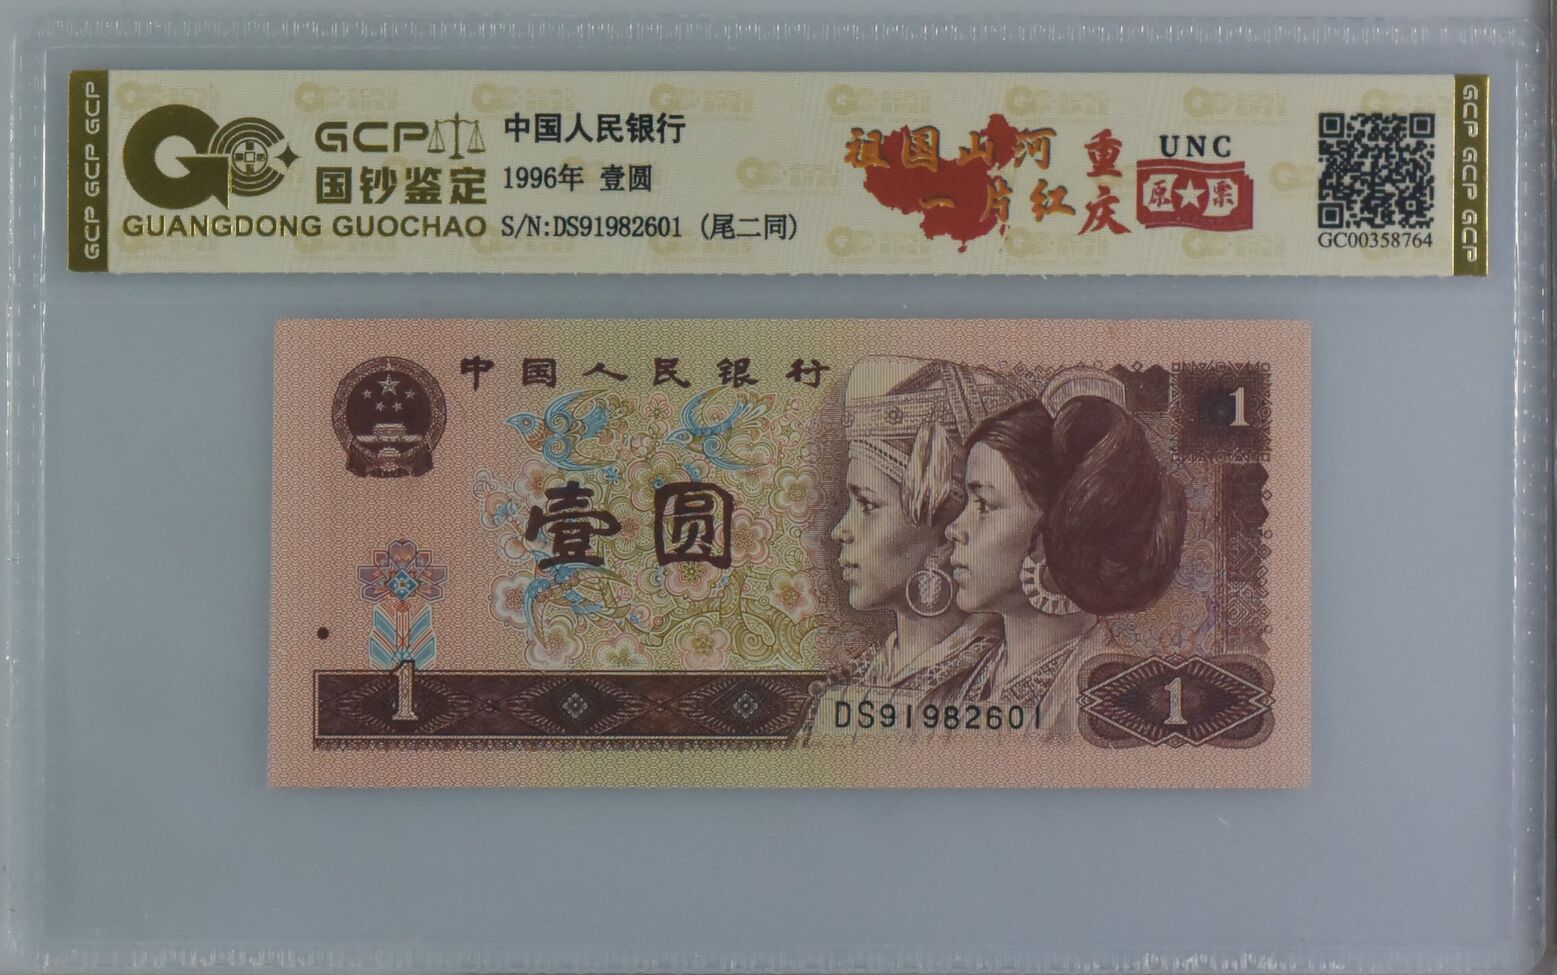 GCP GCP GCP
GCP
国钞鉴定
GUANGDONG GUOCHAO
中国人民银行
1996年 壹圆
S/N:DS91982601 (尾二同)
祖国山河
一片红
重庆
UNC
原票
GC00358764
GCP GCP GCP
中国人民银行
1
壹圆
1
DS91982601
1